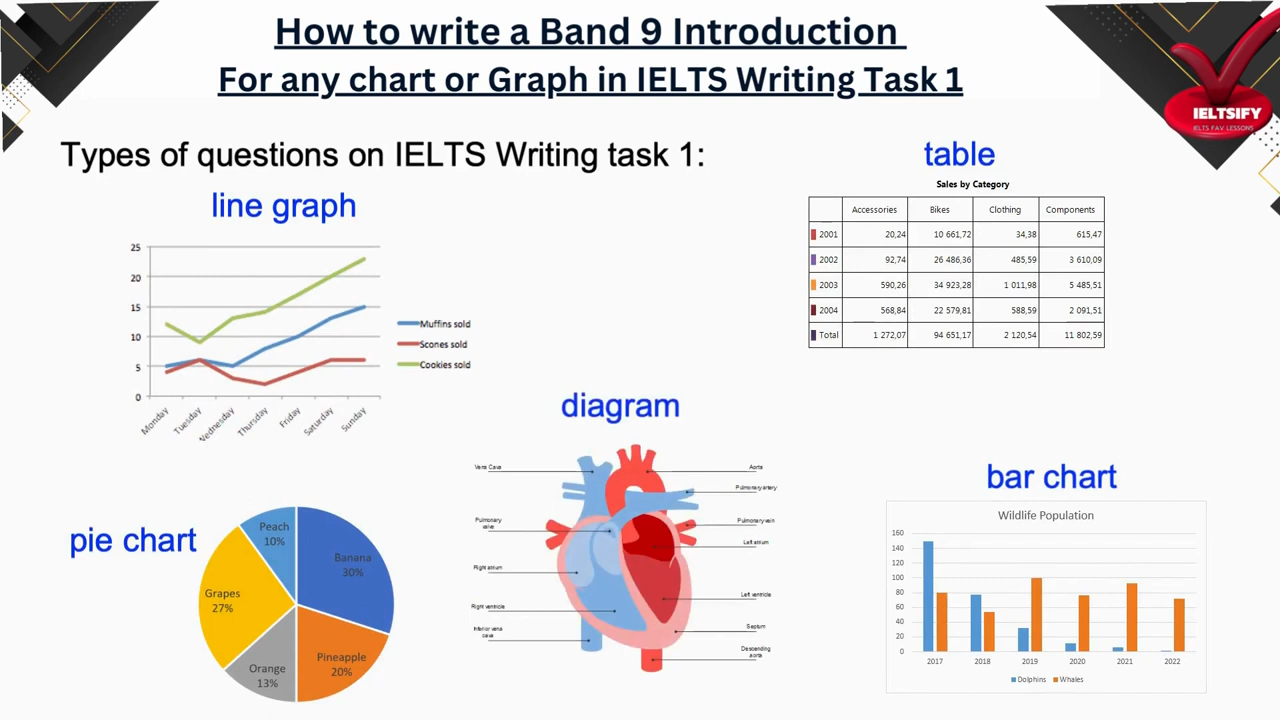 How to write a Band 9 Introduction
For any chart or Graph in IELTS Writing Task 1
IELTSIFY
IELTS FAV LESSONS
Types of questions on IELTS Writing task 1:
line graph
25
20
15
10
5
0
Monday
Tuesday
Wednesday
Thursday
Friday
Saturday
Sunday
Muffins sold
Scones sold
Cookies sold
table
Sales by Category
Accessories Bikes Clothing Components
2001 20,24 10 661,72 34,38 615,47
2002 92,74 26 486,36 485,59 3 610,09
2003 590,26 34 923,28 1 011,98 5 485,51
2004 568,84 22 579,81 588,59 2 091,51
Total 1 272,07 94 651,17 2 120,54 11 802,59
diagram
Vena Cava
Pulmonary
valve
Right atrium
Right ventricle
Inferior vena
cava
Aorta
Pulmonary artery
Pulmonary vein
Left atrium
Left ventricle
Septum
Descending
aorta
pie chart
Peach
10%
Banana
30%
Grapes
27%
Orange
13%
Pineapple
20%
bar chart
Wildlife Population
160
140
120
100
80
60
40
20
0
2017 2018 2019 2020 2021 2022
Dolphins Whales